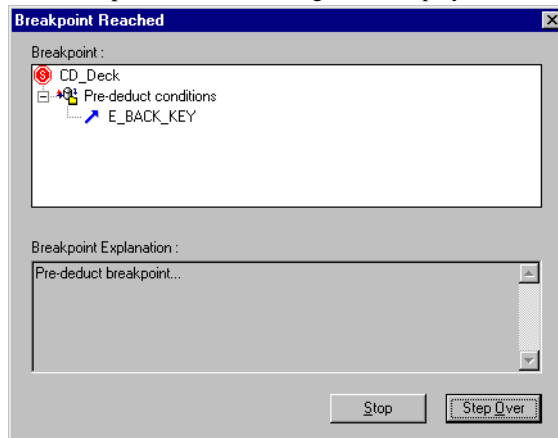 Breakpoint Reached
Breakpoint :
CD_Deck
Pre-deduct conditions
E_BACK_KEY
Breakpoint Explanation :
Pre-deduct breakpoint...
Stop
Step Over